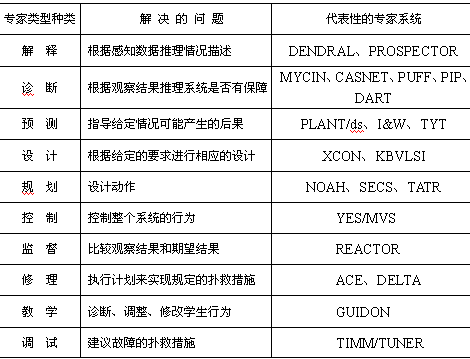 专家类型种类 解 决 的 问 题 代表性的专家系统
解 释 根据感知数据推理情况描述 DENDRAL、PROSPECTOR
诊 断 根据观察结果推理系统是否有保障 MYCIN、CASNET、PUFF、PIP、
DART
预 测 指导给定情况可能产生的后果 PLANT/ds、I&W、TYT
设 计 根据给定的要求进行相应的设计 XCON、KBVLSI
规 划 设计动作 NOAH、SECS、TATR
控 制 控制整个系统的行为 YES/MVS
监 督 比较观察结果和期望结果 REACTOR
修 理 执行计划来实现规定的扑救措施 ACE、DELTA
教 学 诊断、调整、修改学生行为 GUIDON
调 试 建议故障的扑救措施 TIMM/TUNER